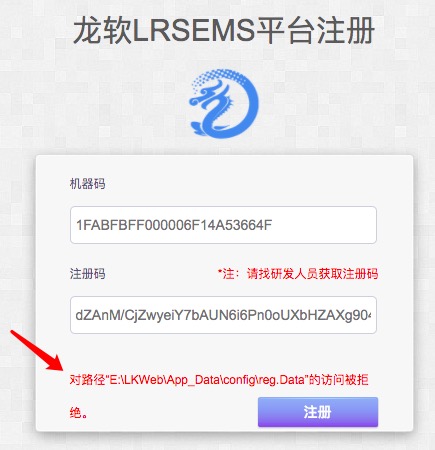 龙软LRSEMS平台注册
机器码
1FABFBFF000006F14A53664F
注册码 *注：请找研发人员获取注册码
dZAnM/CjZwyeiY7bAUN6i6Pn0oUXbHZAXg904
对路径“E:\LKWeb\App_Data\config\reg.Data”的访问被拒
绝。
注册